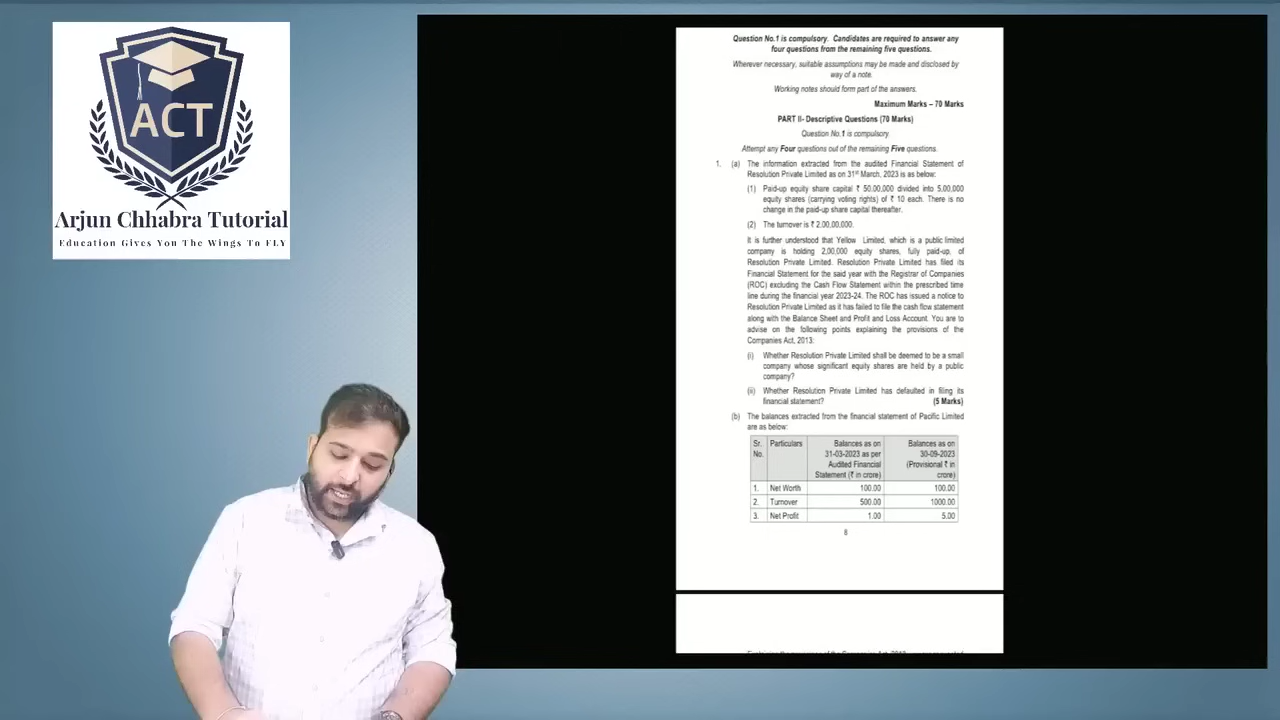 ACT
Arjun Chhabra Tutorial
Education Gives You The Wings To FLY
Question No.1 is compulsory. Candidates are required to answer any
four questions from the remaining five questions.
Wherever necessary, suitable assumptions may be made and disclosed by
way of a note.
Working notes should form part of the answers.
Maximum Marks – 70 Marks
PART II- Descriptive Questions (70 Marks)
Question No.1 is compulsory.
Attempt any Four questions out of the remaining Five questions.
1. (a) The information extracted from the audited Financial Statement of
Resolution Private Limited as on 31st March, 2023 is as below:
(1) Paid-up equity share capital ₹ 50,00,000 divided into 5,00,000
equity shares (carrying voting rights) of ₹ 10 each. There is no
change in the paid-up share capital thereafter.
(2) The turnover is ₹ 2,00,00,000.
It is further understood that Yellow Limited, which is a public limited
company is holding 2,00,000 equity shares, fully paid-up, of
Resolution Private Limited. Resolution Private Limited has filed its
Financial Statement for the said year with the Registrar of Companies
(ROC) excluding the Cash Flow Statement within the prescribed time
line during the financial year 2023-24. The ROC has issued a notice to
Resolution Private Limited as it has failed to file the cash flow statement
along with the Balance Sheet and Profit and Loss Account. You are to
advise on the following points explaining the provisions of the
Companies Act, 2013:
(i) Whether Resolution Private Limited shall be deemed to be a small
company whose significant equity shares are held by a public
company?
(ii) Whether Resolution Private Limited has defaulted in filing its
financial statement? (5 Marks)
(b) The balances extracted from the financial statement of Pacific Limited
are as below:
Sr. Particulars Balances as on Balances as on
No. 31-03-2023 as per 30-09-2023
Audited Financial (Provisional ₹ in
Statement (₹ in crore) crore)
1. Net Worth 100.00 100.00
2. Turnover 500.00 1000.00
3. Net Profit 1.00 5.00
8